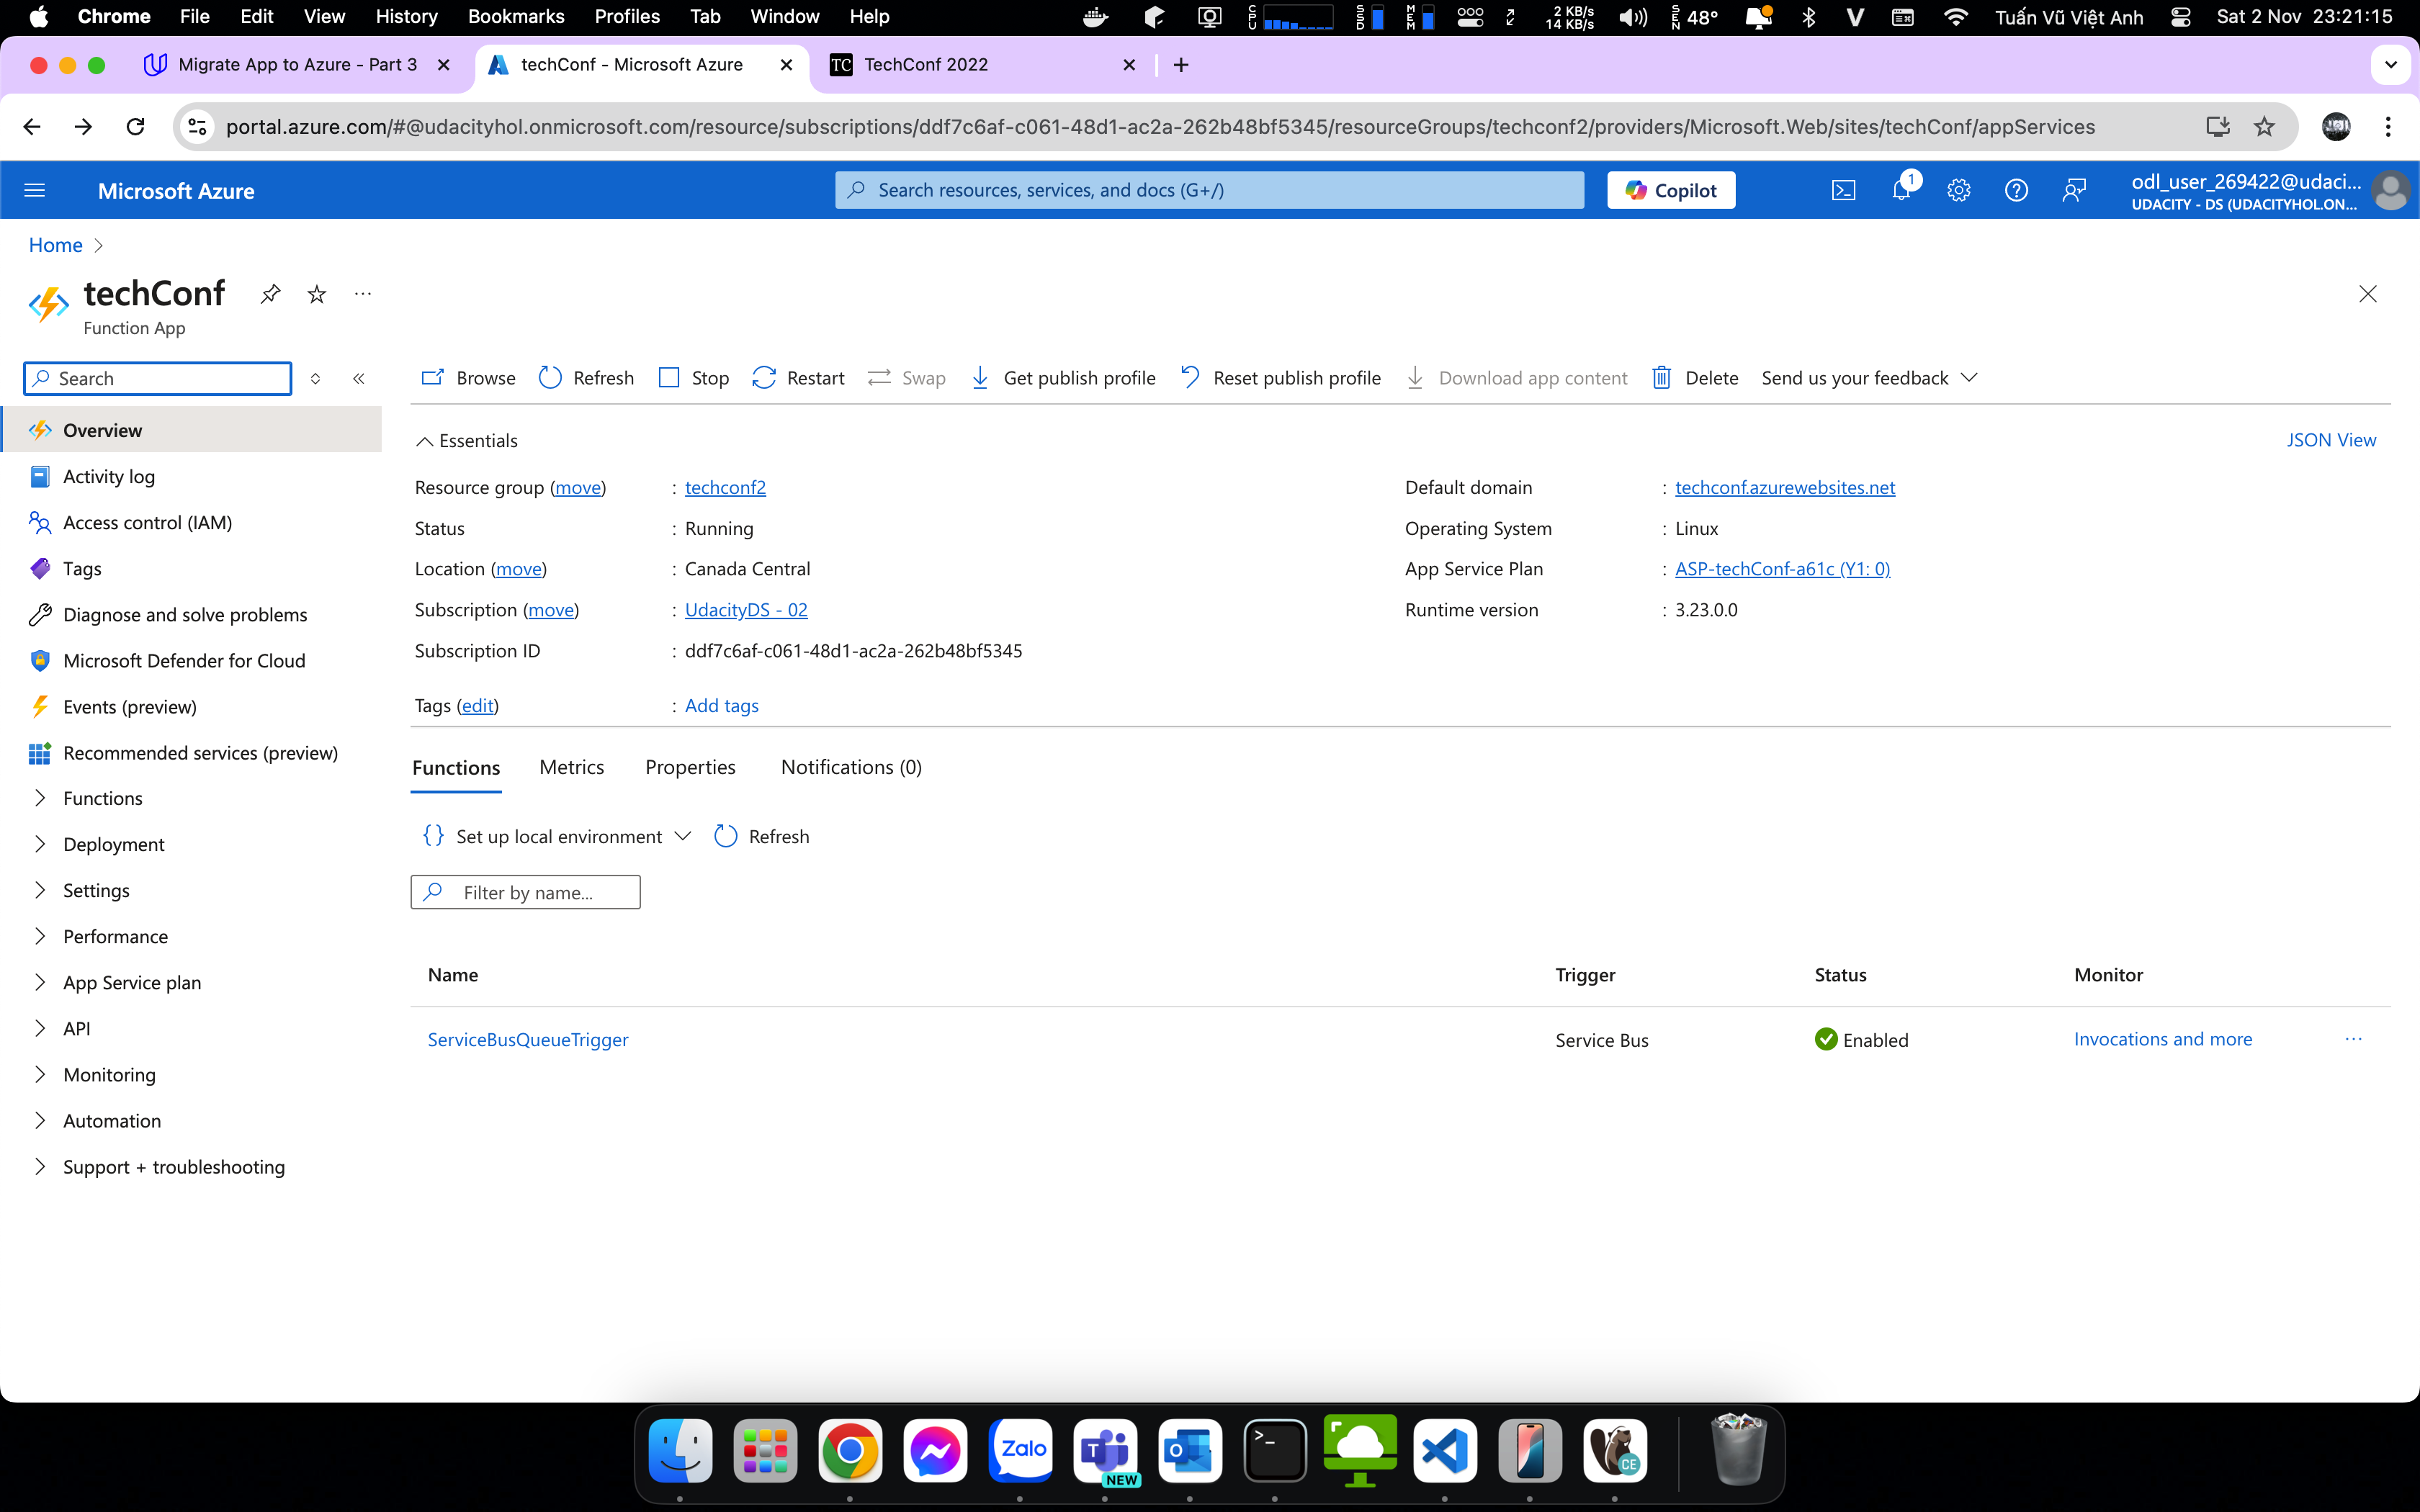 Chrome File Edit View History Bookmarks Profiles Tab Window Help CPU SSD MEM 2 KB/s 14 KB/s SEN 48° V Tuấn Vũ Việt Anh Sat 2 Nov 23:21:15
Migrate App to Azure - Part 3 techConf - Microsoft Azure TC TechConf 2022
portal.azure.com/#@udacityhol.onmicrosoft.com/resource/subscriptions/ddf7c6af-c061-48d1-ac2a-262b48bf5345/resourceGroups/techconf2/providers/Microsoft.Web/sites/techConf/appServices
Microsoft Azure Search resources, services, and docs (G+/) Copilot 1 odl_user_269422@udaci...
UDACITY - DS (UDACITYHOL.ON...
Home
techConf
Function App
Search
Browse Refresh Stop Restart Swap Get publish profile Reset publish profile Download app content Delete Send us your feedback
Overview
Activity log
Access control (IAM)
Tags
Diagnose and solve problems
Microsoft Defender for Cloud
Events (preview)
Recommended services (preview)
Functions
Deployment
Settings
Performance
App Service plan
API
Monitoring
Automation
Support + troubleshooting
Essentials JSON View
Resource group (move) : techconf2
Status : Running
Location (move) : Canada Central
Subscription (move) : UdacityDS - 02
Subscription ID : ddf7c6af-c061-48d1-ac2a-262b48bf5345
Tags (edit) : Add tags
Default domain : techconf.azurewebsites.net
Operating System : Linux
App Service Plan : ASP-techConf-a61c (Y1: 0)
Runtime version : 3.23.0.0
Functions Metrics Properties Notifications (0)
{} Set up local environment Refresh
Filter by name...
Name Trigger Status Monitor
ServiceBusQueueTrigger Service Bus Enabled Invocations and more
Zalo T NEW O >_ CE